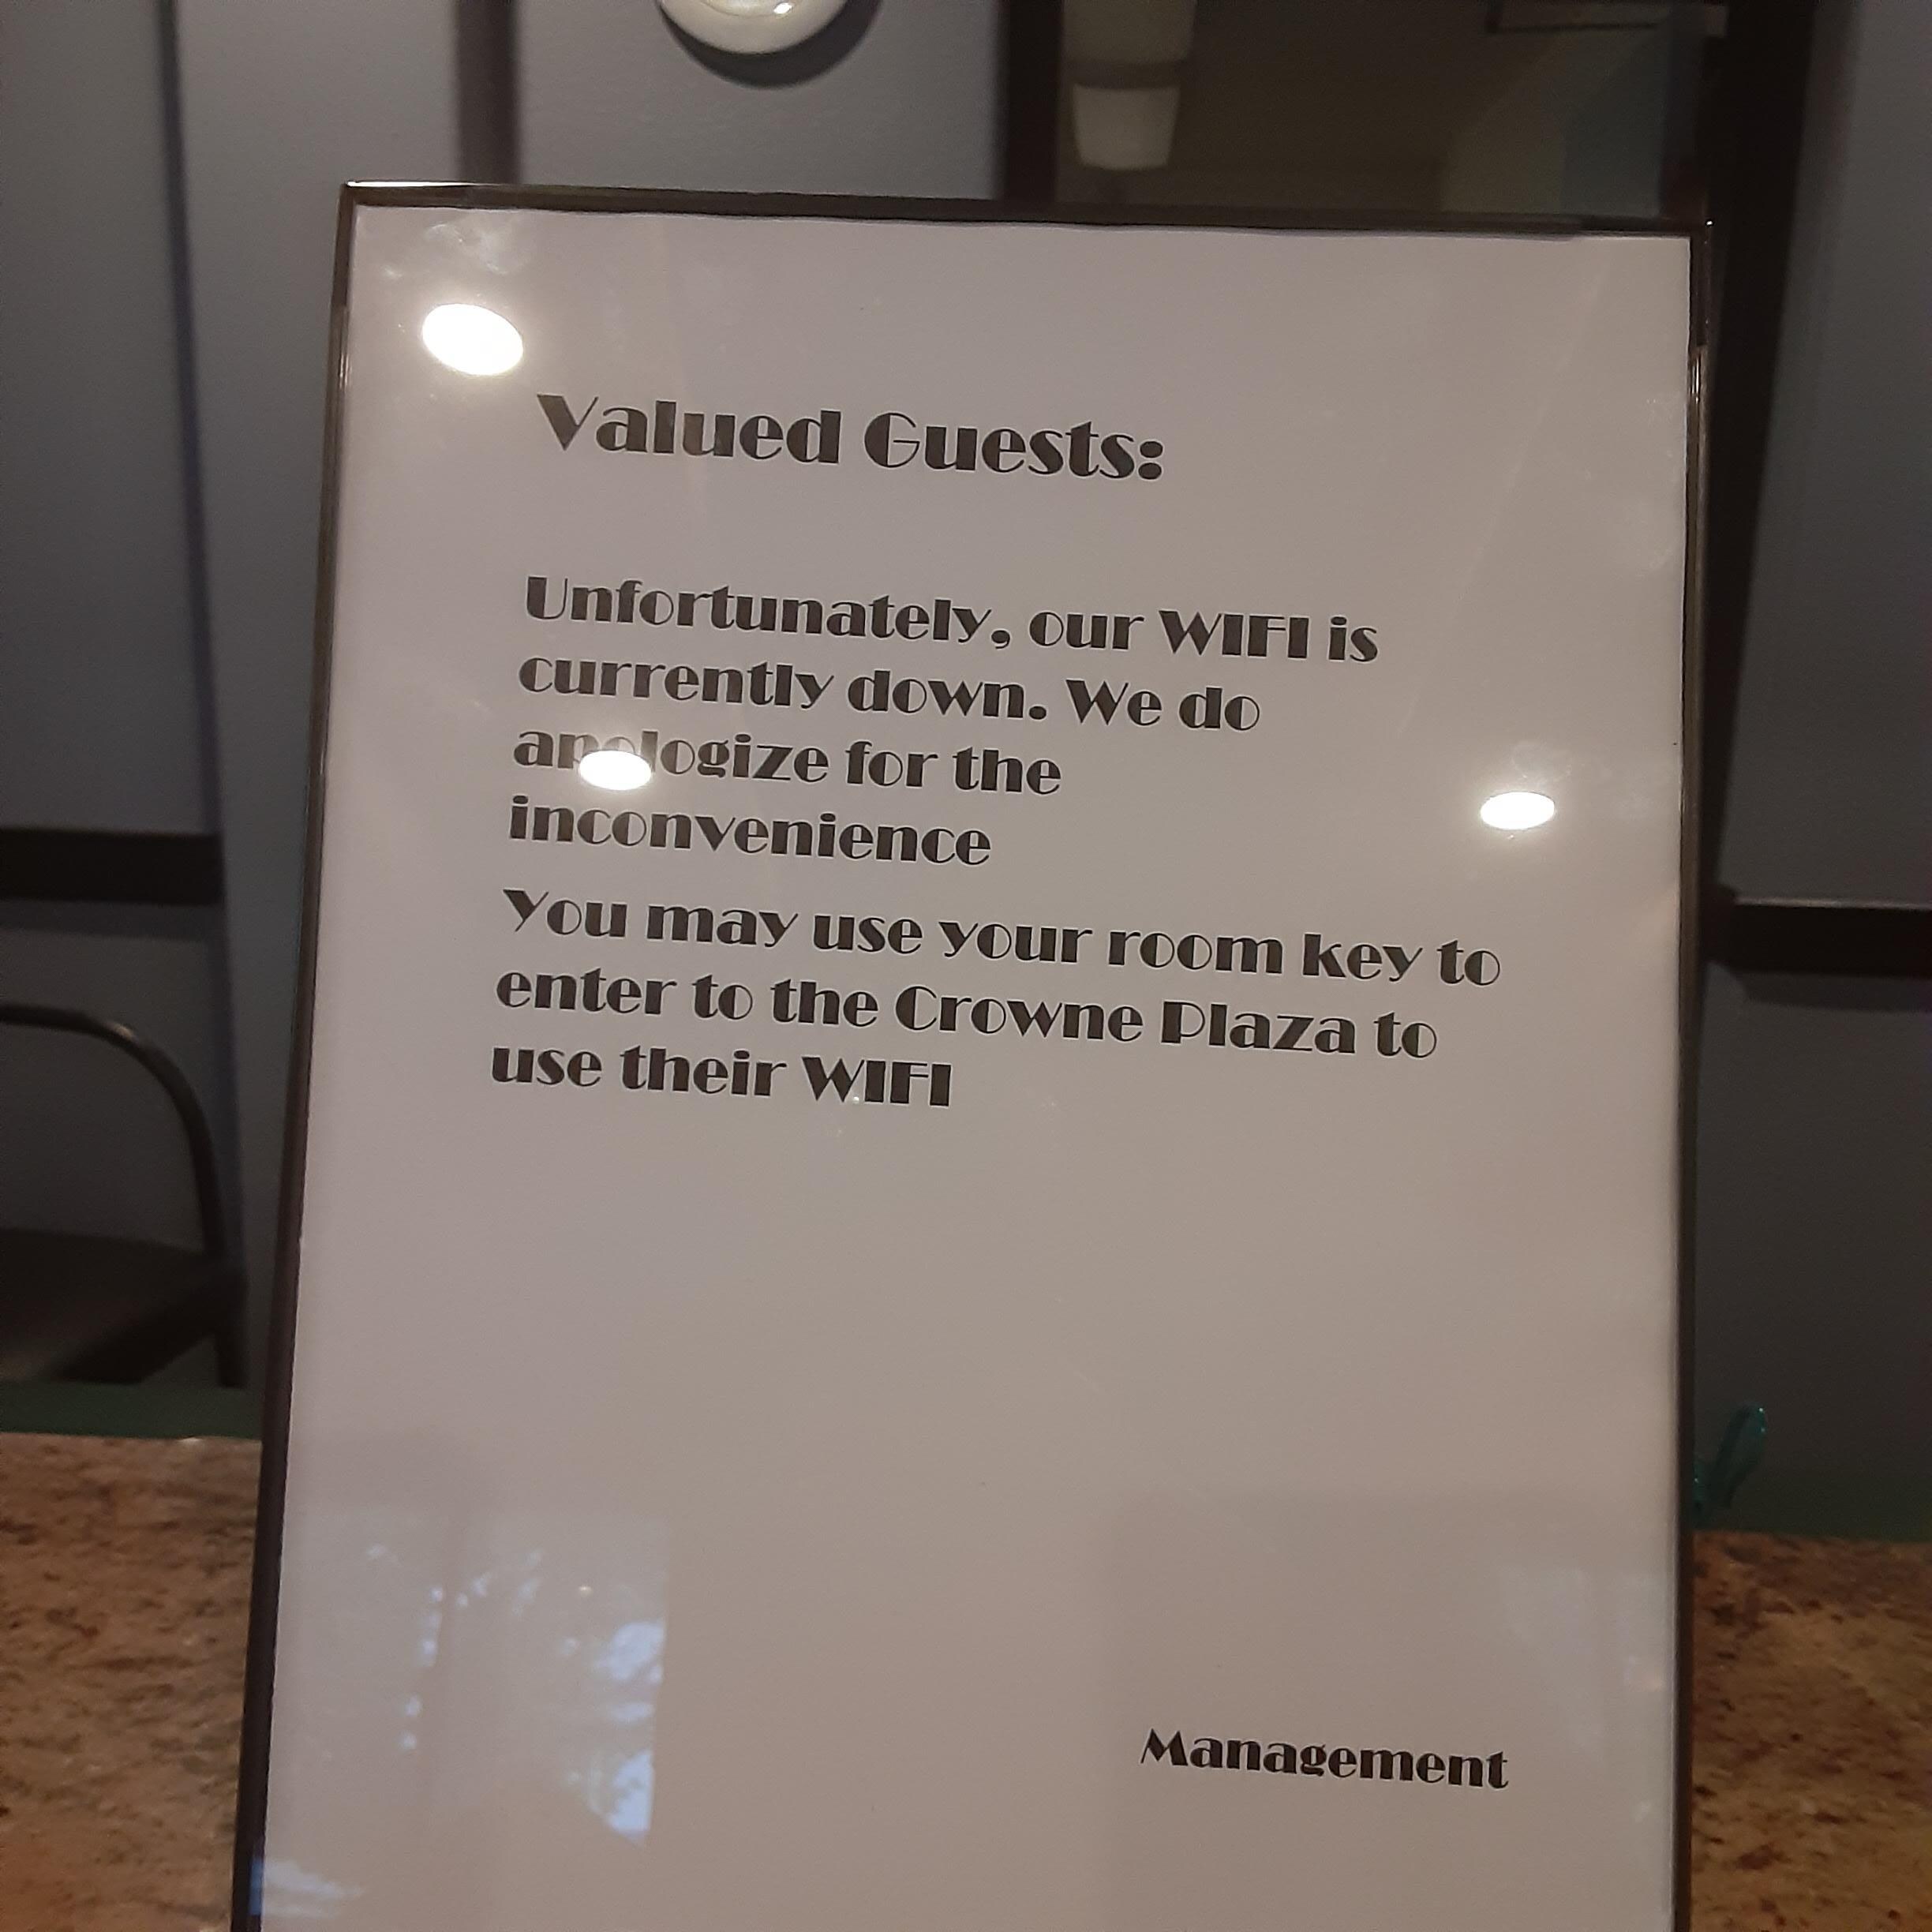 Valued Guests:
Unfortunately, our WIFI is
currently down. We do
apologize for the
inconvenience
You may use your room key to
enter to the Crowne Plaza to
use their WIFI
Management